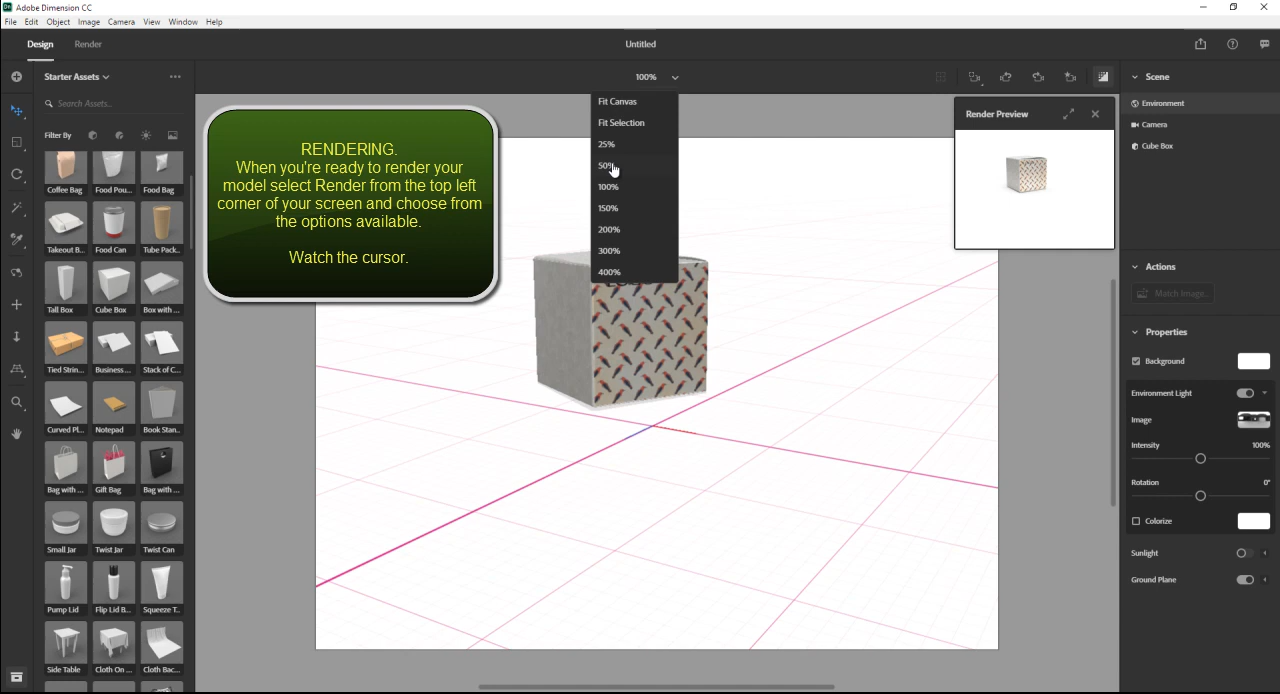 Dn Adobe Dimension CC
File Edit Object Image Camera View Window Help
Design Render Untitled
Starter Assets
100%
Search Assets...
Filter By
Coffee Bag Food Pou... Food Bag
Takeout B... Food Can Tube Pack...
Tall Box Cube Box Box with ...
Tied Strin... Business... Stack of C...
Curved Pl... Notepad Book Stan...
Bag with ... Gift Bag Bag with ...
Small Jar Twist Jar Twist Can
Pump Lid Flip Lid B... Squeeze T...
Side Table Cloth On ... Cloth Bac...
RENDERING.
When you're ready to render your
model select Render from the top left
corner of your screen and choose from
the options available.
Watch the cursor.
Fit Canvas
Fit Selection
25%
50%
100%
150%
200%
300%
400%
Render Preview
Scene
Environment
Camera
Cube Box
Actions
Match Image...
Properties
Background
Environment Light
Image
Intensity 100%
Rotation 0°
Colorize
Sunlight
Ground Plane